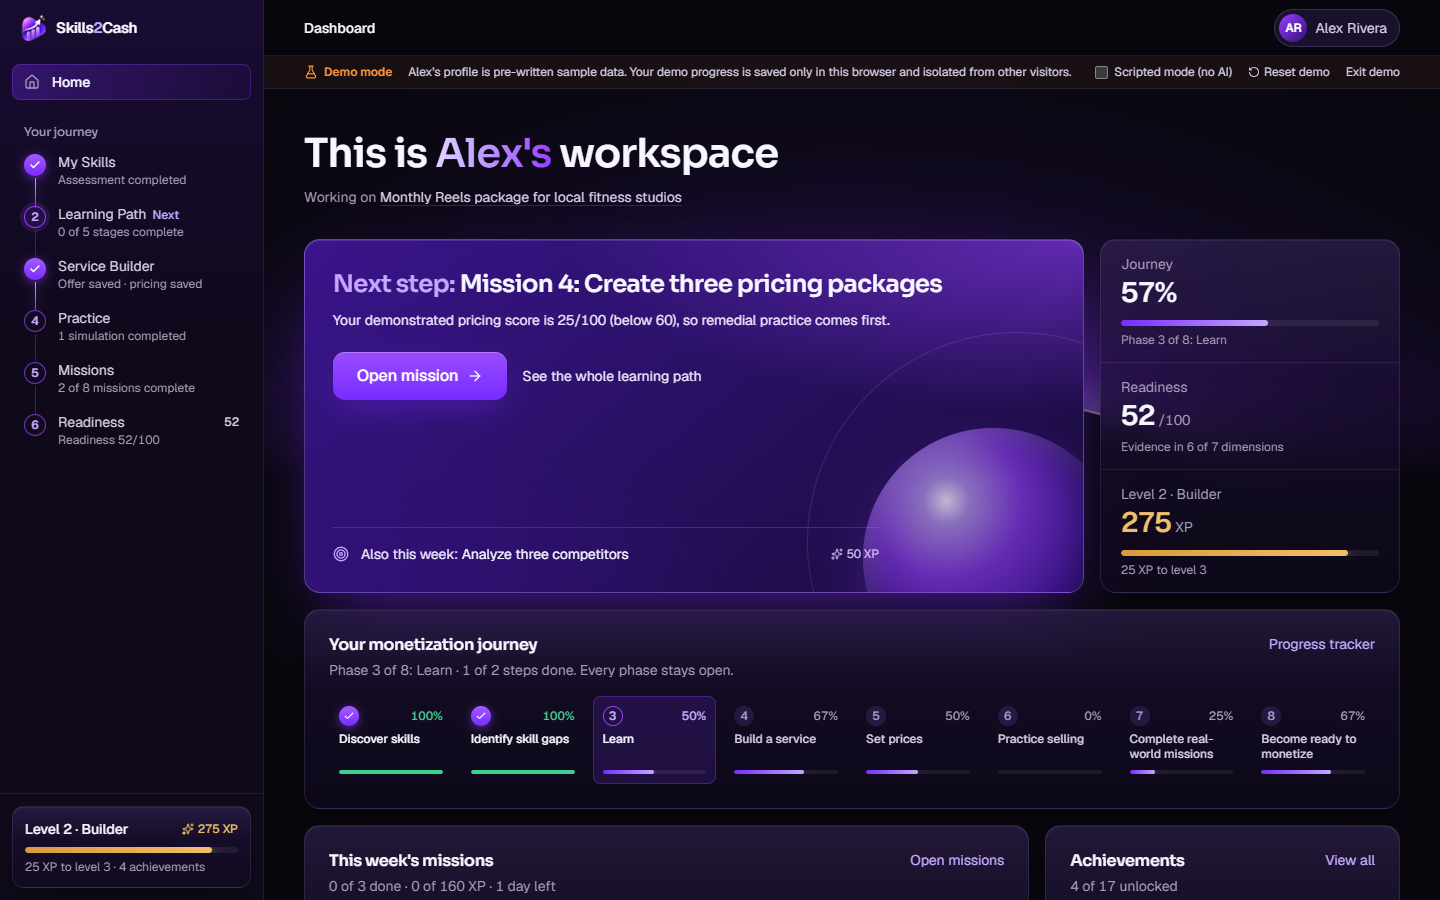 Skills2Cash
Home
Your journey
My Skills
Assessment completed
2
Learning Path Next
0 of 5 stages complete
Service Builder
Offer saved · pricing saved
4
Practice
1 simulation completed
5
Missions
2 of 8 missions complete
6
Readiness 52
Readiness 52/100
Level 2 · Builder 275 XP
25 XP to level 3 · 4 achievements
Dashboard
AR Alex Rivera
Demo mode Alex's profile is pre-written sample data. Your demo progress is saved only in this browser and isolated from other visitors. Scripted mode (no AI) Reset demo Exit demo
This is Alex's workspace
Working on Monthly Reels package for local fitness studios
Next step: Mission 4: Create three pricing packages
Your demonstrated pricing score is 25/100 (below 60), so remedial practice comes first.
Open mission See the whole learning path
Also this week: Analyze three competitors 50 XP
Journey
57%
Phase 3 of 8: Learn
Readiness
52 /100
Evidence in 6 of 7 dimensions
Level 2 · Builder
275 XP
25 XP to level 3
Your monetization journey Progress tracker
Phase 3 of 8: Learn · 1 of 2 steps done. Every phase stays open.
100%
Discover skills
100%
Identify skill gaps
3 50%
Learn
4 67%
Build a service
5 50%
Set prices
6 0%
Practice selling
7 25%
Complete real-
world missions
8 67%
Become ready to
monetize
This week's missions Open missions
0 of 3 done · 0 of 160 XP · 1 day left
Achievements View all
4 of 17 unlocked